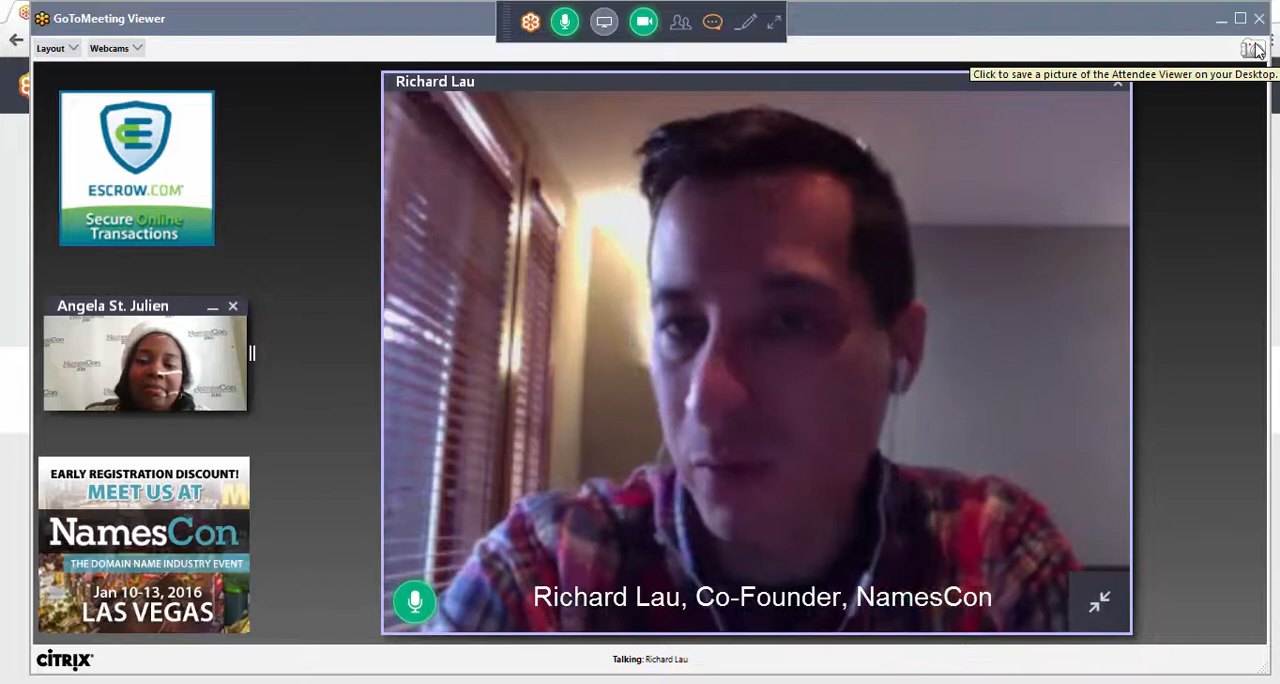 GoToMeeting Viewer
Layout
Webcams
Click to save a picture of the Attendee Viewer on your Desktop.
Richard Lau
ESCROW.COM
Secure Online
Transactions
Angela St. Julien
EARLY REGISTRATION DISCOUNT!
MEET US AT
NamesCon
THE DOMAIN NAME INDUSTRY EVENT
Jan 10-13, 2016
LAS VEGAS
Richard Lau, Co-Founder, NamesCon
CITRIX
Talking: Richard Lau